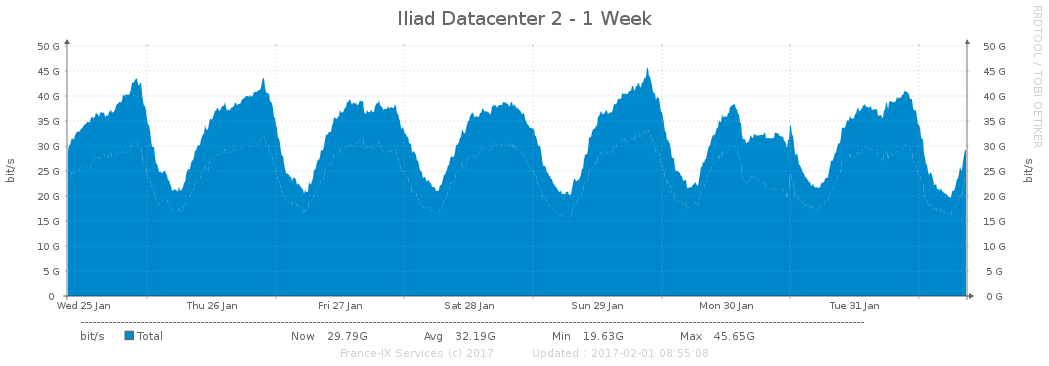 Iliad Datacenter 2 - 1 Week
RRDTOOL / TOBI OETIKER
bit/s
50 G 50 G
45 G 45 G
40 G 40 G
35 G 35 G
30 G 30 G
25 G 25 G
20 G 20 G
15 G 15 G
10 G 10 G
5 G 5 G
0 0 G
bit/s
Wed 25 Jan Thu 26 Jan Fri 27 Jan Sat 28 Jan Sun 29 Jan Mon 30 Jan Tue 31 Jan
bit/s Total Now 29.79G Avg 32.19G Min 19.63G Max 45.65G
France-IX Services (c) 2017 Updated : 2017-02-01 08:55:08